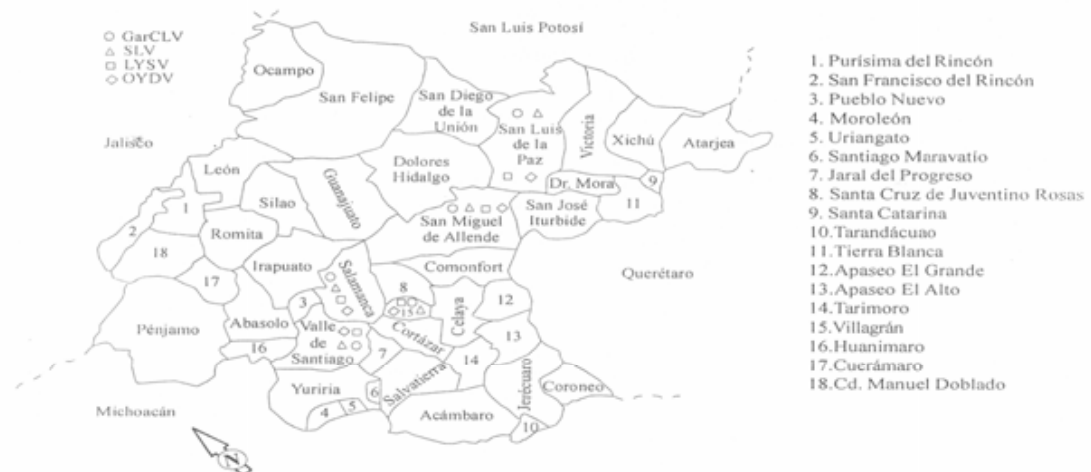 San Luis Potosí
GarCLV
SLV
LYSV
OYDV
Ocampo
San Felipe
San Diego
de la
Unión
San Luis
de la
Paz
Victoria
Xichú
Atarjea
Jalisco
León
Guanajuato
Dolores
Hidalgo
Dr. Mora
9
1
Silao
San Miguel
de Allende
San José
Iturbide
11
2
18
Romita
Irapuato
Salamanca
Comonfort
Querétaro
17
3
8
15
Celaya
12
Pénjamo
Abasolo
Valle
de
Santiago
Cortázar
13
16
7
14
Yuriria
6
Salvatierra
Jerécuaro
Coroneo
Michoacán
4
5
Acámbaro
10
N
1. Purísima del Rincón
2. San Francisco del Rincón
3. Pueblo Nuevo
4. Moroleón
5. Uriangato
6. Santiago Maravatío
7. Jaral del Progreso
8. Santa Cruz de Juventino Rosas
9. Santa Catarina
10.Tarandácuao
11.Tierra Blanca
12.Apaseo El Grande
13.Apaseo El Alto
14.Tarimoro
15.Villagrán
16.Huanimaro
17.Cuerámaro
18.Cd. Manuel Doblado